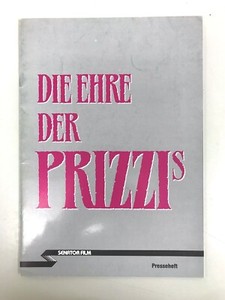 DIE EHRE
DER
PRIZZIS
SENATOR FILM
Presseheft